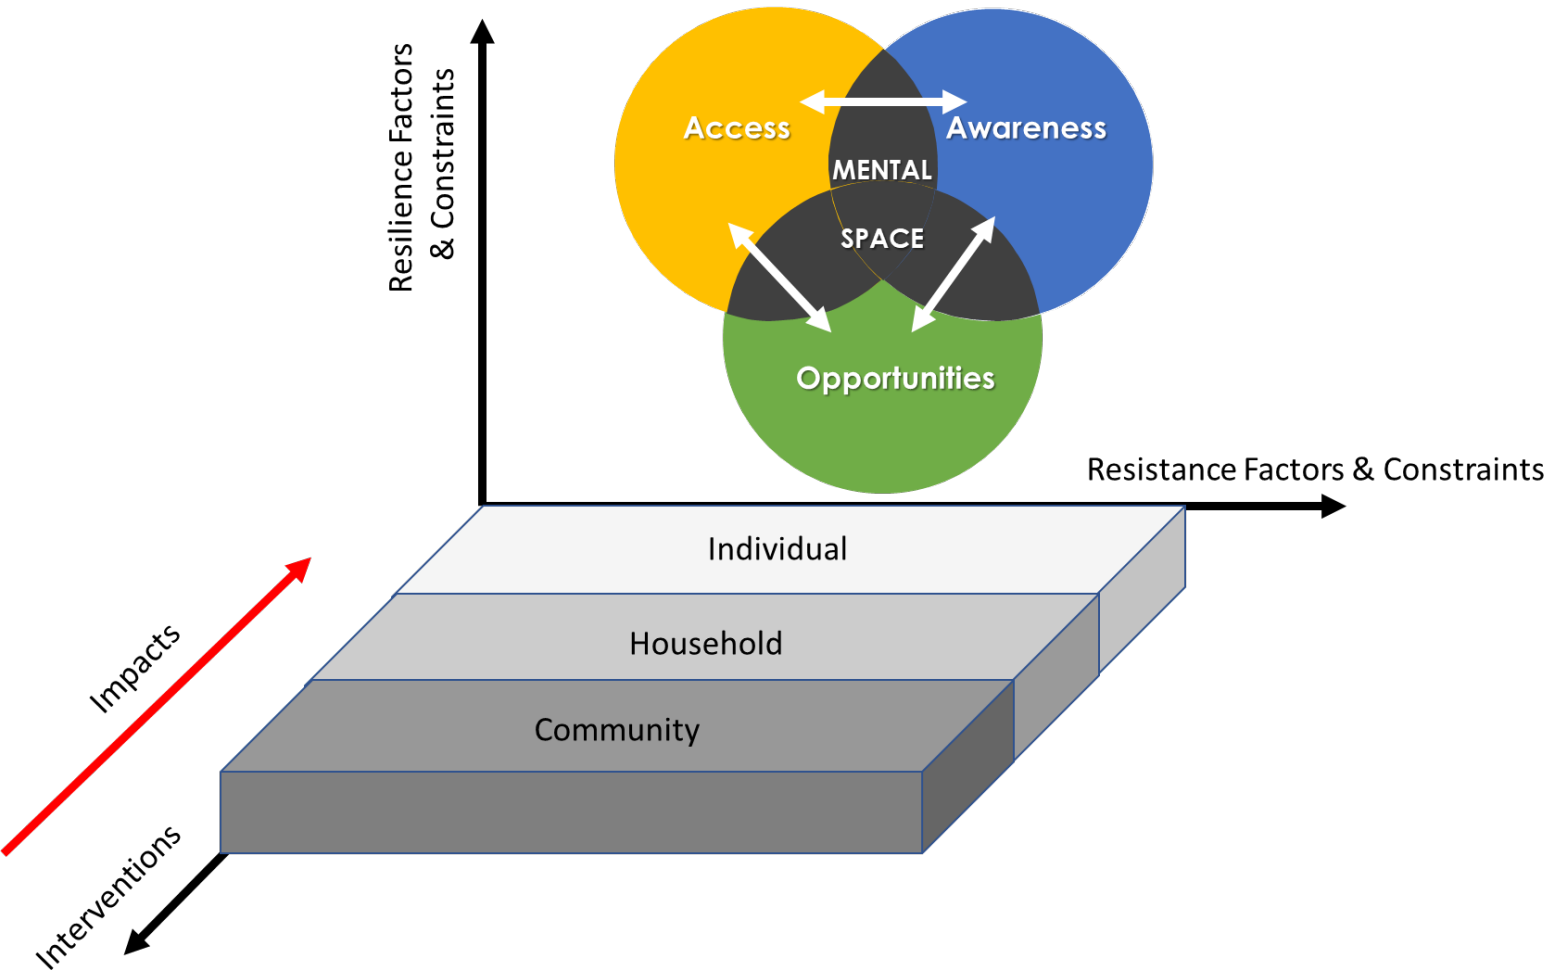 Resilience Factors
& Constraints
Access
Awareness
MENTAL
SPACE
Opportunities
Resistance Factors & Constraints
Individual
Household
Community
Impacts
Interventions